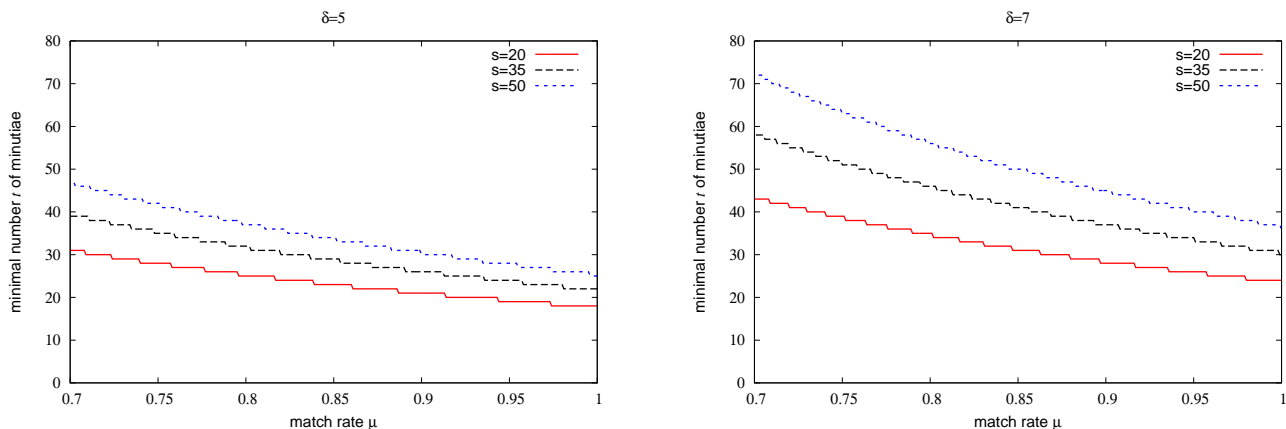 δ=5
minimal number r of minutiae
80
70
60
50
40
30
20
10
0
s=20
s=35
s=50
0.7 0.75 0.8 0.85 0.9 0.95 1
match rate μ
δ=7
minimal number r of minutiae
80
70
60
50
40
30
20
10
0
s=20
s=35
s=50
0.7 0.75 0.8 0.85 0.9 0.95 1
match rate μ